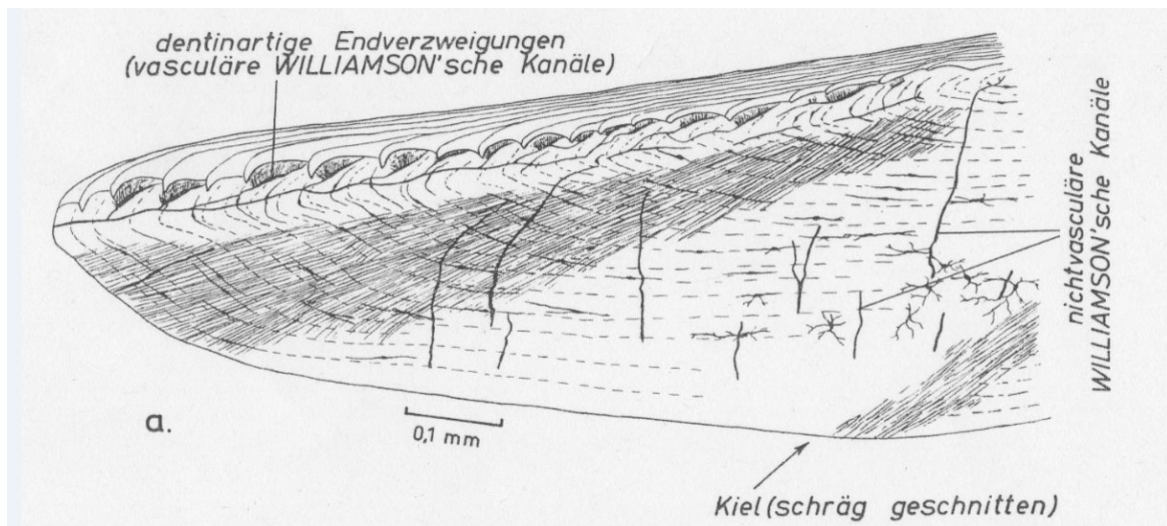 dentinartige Endverzweigungen
(vasculäre WILLIAMSON'sche Kanäle)
nichtvasculäre
WILLIAMSON'sche Kanäle
a.
0,1 mm
Kiel (schräg geschnitten)